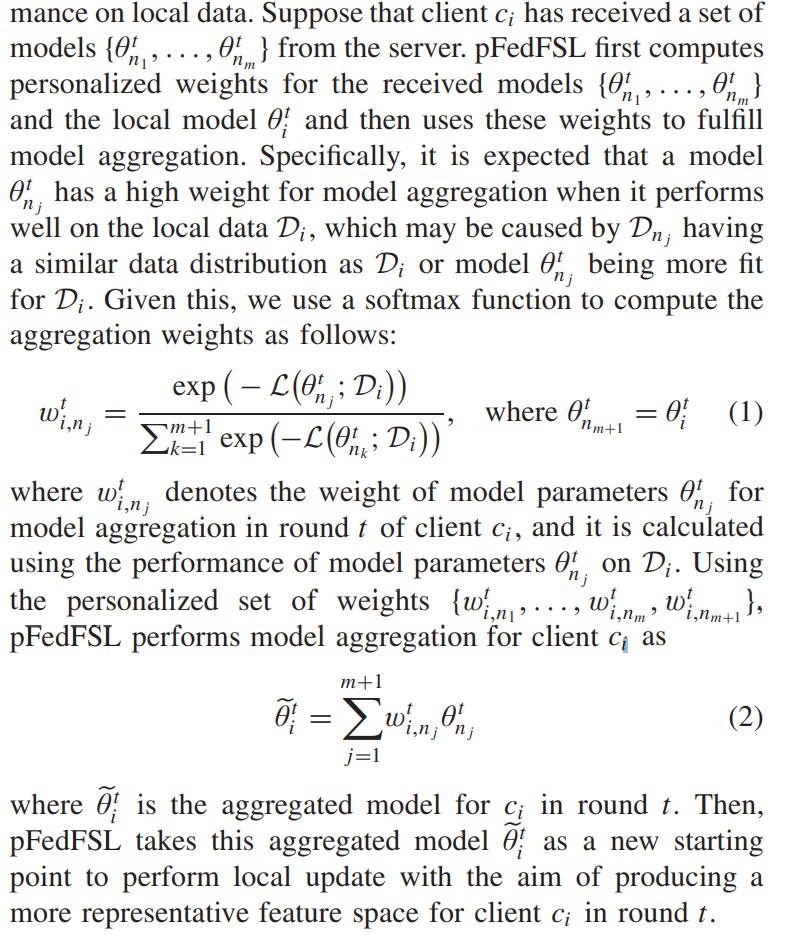 mance on local data. Suppose that client $c_i$ has received a set of
models $\{\theta_{n_1}^t, \ldots, \theta_{n_m}^t\}$ from the server. pFedFSL first computes
personalized weights for the received models $\{\theta_{n_1}^t, \ldots, \theta_{n_m}^t\}$
and the local model $\theta_i^t$ and then uses these weights to fulfill
model aggregation. Specifically, it is expected that a model
$\theta_{n_j}^t$ has a high weight for model aggregation when it performs
well on the local data $\mathcal{D}_i$, which may be caused by $\mathcal{D}_{n_j}$ having
a similar data distribution as $\mathcal{D}_i$ or model $\theta_{n_j}^t$ being more fit
for $\mathcal{D}_i$. Given this, we use a softmax function to compute the
aggregation weights as follows:
$w_{i,n_j}^t = \frac{\exp(-\mathcal{L}(\theta_{n_j}^t; \mathcal{D}_i))}{\sum_{k=1}^{m+1} \exp(-\mathcal{L}(\theta_{n_k}^t; \mathcal{D}_i))}, \quad \text{where } \theta_{n_{m+1}}^t = \theta_i^t \quad (1)$
where $w_{i,n_j}^t$ denotes the weight of model parameters $\theta_{n_j}^t$ for
model aggregation in round $t$ of client $c_i$, and it is calculated
using the performance of model parameters $\theta_{n_j}^t$ on $\mathcal{D}_i$. Using
the personalized set of weights $\{w_{i,n_1}^t, \ldots, w_{i,n_m}^t, w_{i,n_{m+1}}^t\}$,
pFedFSL performs model aggregation for client $c_i$ as
$\widetilde{\theta}_i^t = \sum_{j=1}^{m+1} w_{i,n_j}^t \theta_{n_j}^t \quad (2)$
where $\widetilde{\theta}_i^t$ is the aggregated model for $c_i$ in round $t$. Then,
pFedFSL takes this aggregated model $\widetilde{\theta}_i^t$ as a new starting
point to perform local update with the aim of producing a
more representative feature space for client $c_i$ in round $t$.